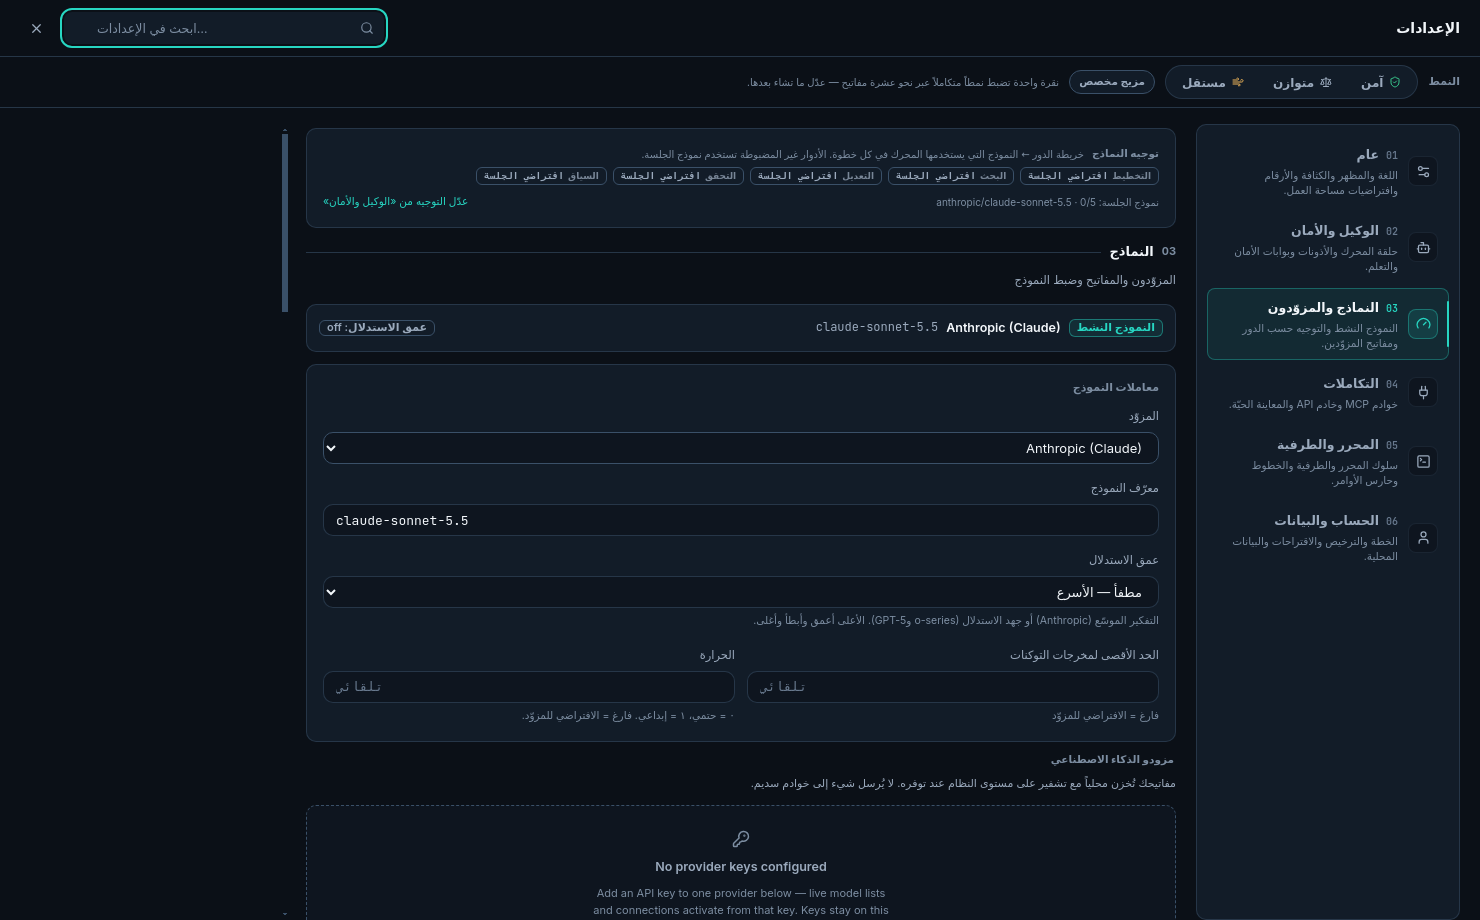 الإعدادات
ابحث في الإعدادات...
النمط
آمن
متوازن
مستقل
مزيج مخصص
نقرة واحدة تضبط نمطاً متكاملاً عبر نحو عشرة مفاتيح — عدّل ما تشاء بعدها.
01 عام
اللغة والمظهر والكثافة والأرقام
وافتراضيات مساحة العمل.
02 الوكيل والأمان
حلقة المحرك والأذونات وبوابات الأمان
والتعلم.
03 النماذج والمزوّدون
النموذج النشط والتوجيه حسب الدور
ومفاتيح المزوّدين.
04 التكاملات
خوادم MCP وخادم API والمعاينة الحيّة.
05 المحرر والطرفية
سلوك المحرر والطرفية والخطوط
وحارس الأوامر.
06 الحساب والبيانات
الخطة والترخيص والاقتراحات والبيانات
المحلية.
توجيه النماذج خريطة الدور ← النموذج التي يستخدمها المحرك في كل خطوة. الأدوار غير المضبوطة تستخدم نموذج الجلسة.
التخطيط افتراضي الجلسة
البحث افتراضي الجلسة
التعديل افتراضي الجلسة
التحقق افتراضي الجلسة
السياق افتراضي الجلسة
نموذج الجلسة: anthropic/claude-sonnet-5.5 · 0/5
عدّل التوجيه من «الوكيل والأمان»
03 النماذج
المزوّدون والمفاتيح وضبط النموذج
النموذج النشط Anthropic (Claude) claude-sonnet-5.5
عمق الاستدلال: off
معاملات النموذج
المزوّد
Anthropic (Claude)
معرّف النموذج
claude-sonnet-5.5
عمق الاستدلال
مطفأ — الأسرع
التفكير الموسّع (Anthropic) أو جهد الاستدلال (o-series وGPT-5). الأعلى أعمق وأبطأ وأغلى.
الحد الأقصى لمخرجات التوكنات
تلقائي
فارغ = الافتراضي للمزوّد
الحرارة
تلقائي
٠ = حتمي، ١ = إبداعي. فارغ = الافتراضي للمزوّد.
مزودو الذكاء الاصطناعي
مفاتيحك تُخزن محلياً مع تشفير على مستوى النظام عند توفره. لا يُرسل شيء إلى خوادم سديم.
No provider keys configured
Add an API key to one provider below — live model lists
and connections activate from that key. Keys stay on this